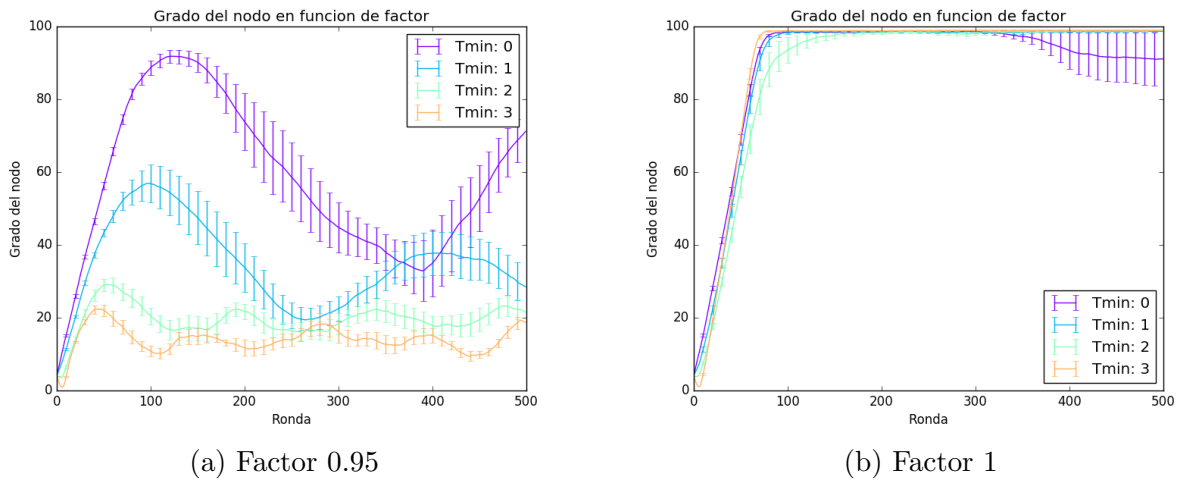 Grado del nodo en funcion de factor
100
80
60
40
20
0
Grado del nodo
0 100 200 300 400 500
Ronda
Tmin: 0
Tmin: 1
Tmin: 2
Tmin: 3
(a) Factor 0.95
Grado del nodo en funcion de factor
100
80
60
40
20
0
Grado del nodo
0 100 200 300 400 500
Ronda
Tmin: 0
Tmin: 1
Tmin: 2
Tmin: 3
(b) Factor 1